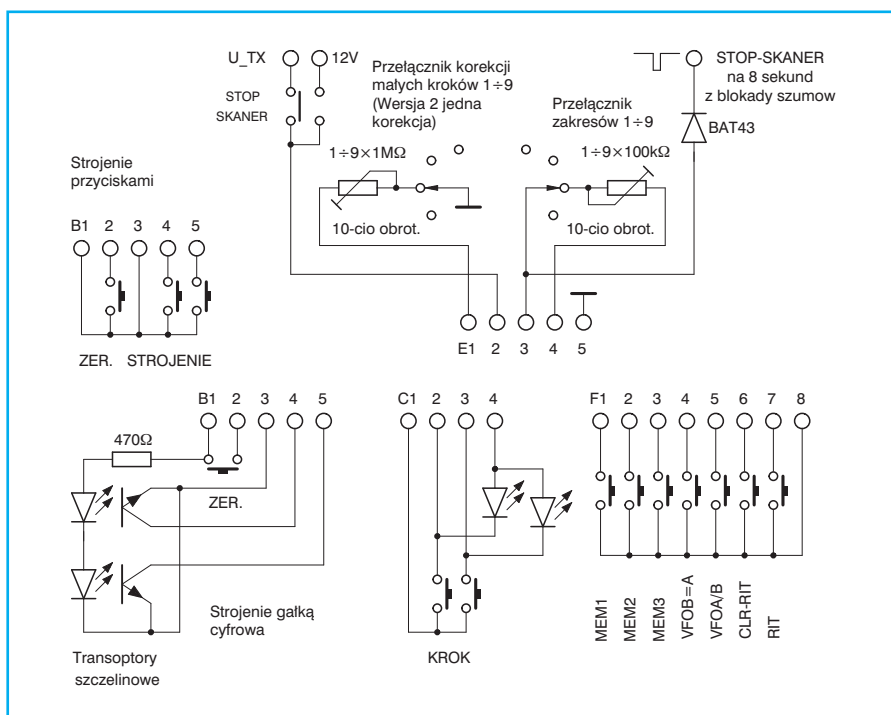 U_TX
12V
STOP
SKANER
Przełącznik korekcji
małych kroków 1÷9
(Wersja 2 jedna
korekcja)
1÷9×1MΩ
10-cio obrot.
Przełącznik
zakresów 1÷9
1÷9×100kΩ
10-cio obrot.
STOP-SKANER
na 8 sekund
z blokady szumow
BAT43
E1 2 3 4 5
Strojenie
przyciskami
B1 2 3 4 5
ZER. STROJENIE
B1 2 3 4 5
470Ω
ZER.
Strojenie gałką
cyfrowa
Transoptory
szczelinowe
C1 2 3 4
KROK
F1 2 3 4 5 6 7 8
MEM1
MEM2
MEM3
VFOB=A
VFOA/B
CLR-RIT
RIT